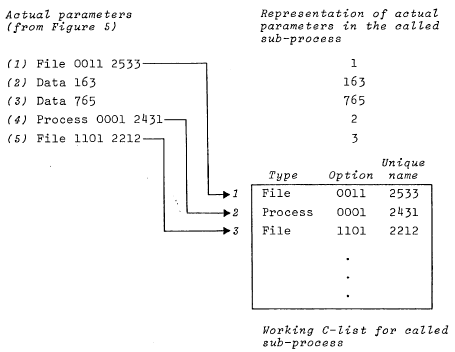 Actual parameters
(from Figure 5)
Representation of actual
parameters in the called
sub-process
(1) File 0011 2533
1
(2) Data 163
163
(3) Data 765
765
(4) Process 0001 2431
2
(5) File 1101 2212
3
Type Option Unique name
1 File 0011 2533
2 Process 0001 2431
3 File 1101 2212
.
.
.
Working C-list for called
sub-process